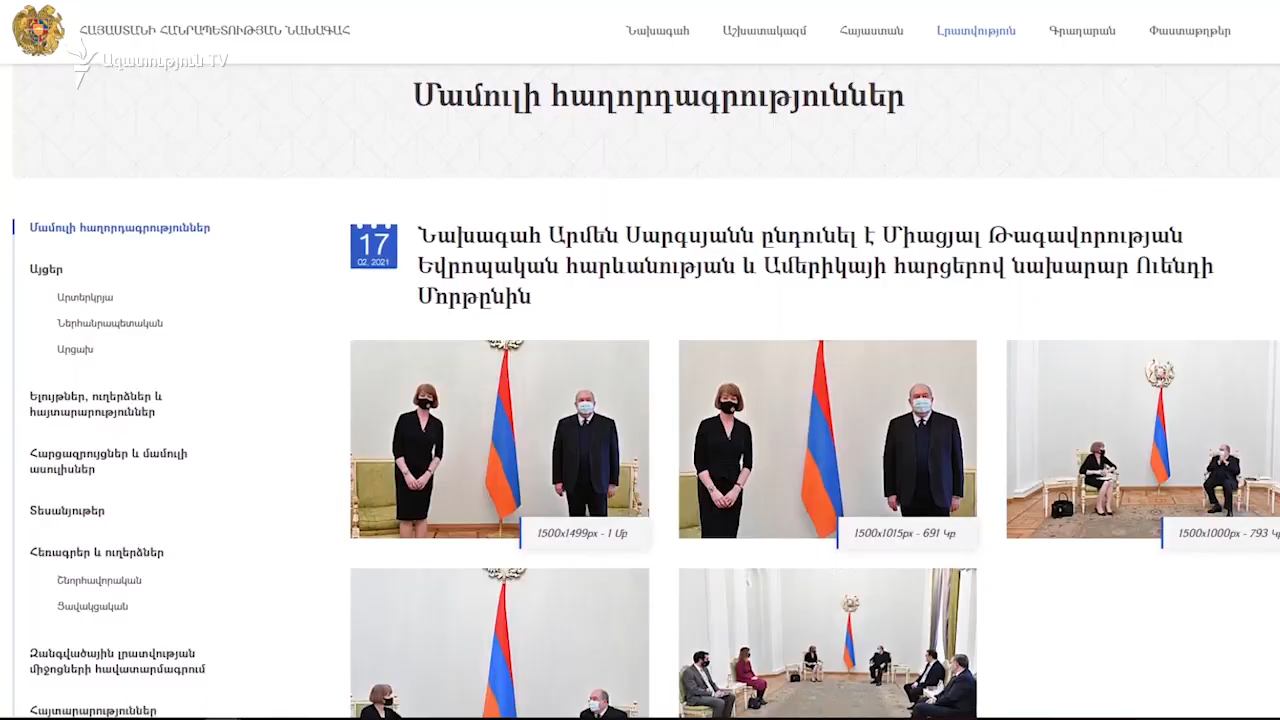 ՀԱՅԱՍՏԱՆԻ ՀԱՆՐԱՊԵՏՈՒԹՅԱՆ ՆԱԽԱԳԱՀ
Նախագահ Աշխատակազմ Հայաստան Լրատվություն Գրադարան Փաստաթղթեր
Ազատություն TV
Մամուլի հաղորդագրություններ
Մամուլի հաղորդագրություններ
Այցեր
Արտերկրյա
Ներհանրապետական
Արցախ
Ելույթներ, ուղերձներ և
հայտարարություններ
Հարցազրույցներ և մամուլի
ասուլիսներ
Տեսանյութեր
Հեռագրեր և ուղերձներ
Շնորհավորական
Ցավակցական
Զանգվածային լրատվության
միջոցների հավատարմագրում
Հայտարարություններ
17
02, 2021
Նախագահ Արմեն Սարգսյանն ընդունել է Միացյալ Թագավորության
Եվրոպական հարևանության և Ամերիկայի հարցերով նախարար Ուենդի
Մորթընին
1500x1499px - 1 Մբ
1500x1015px - 691 Կբ
1500x1000px - 793 Կբ